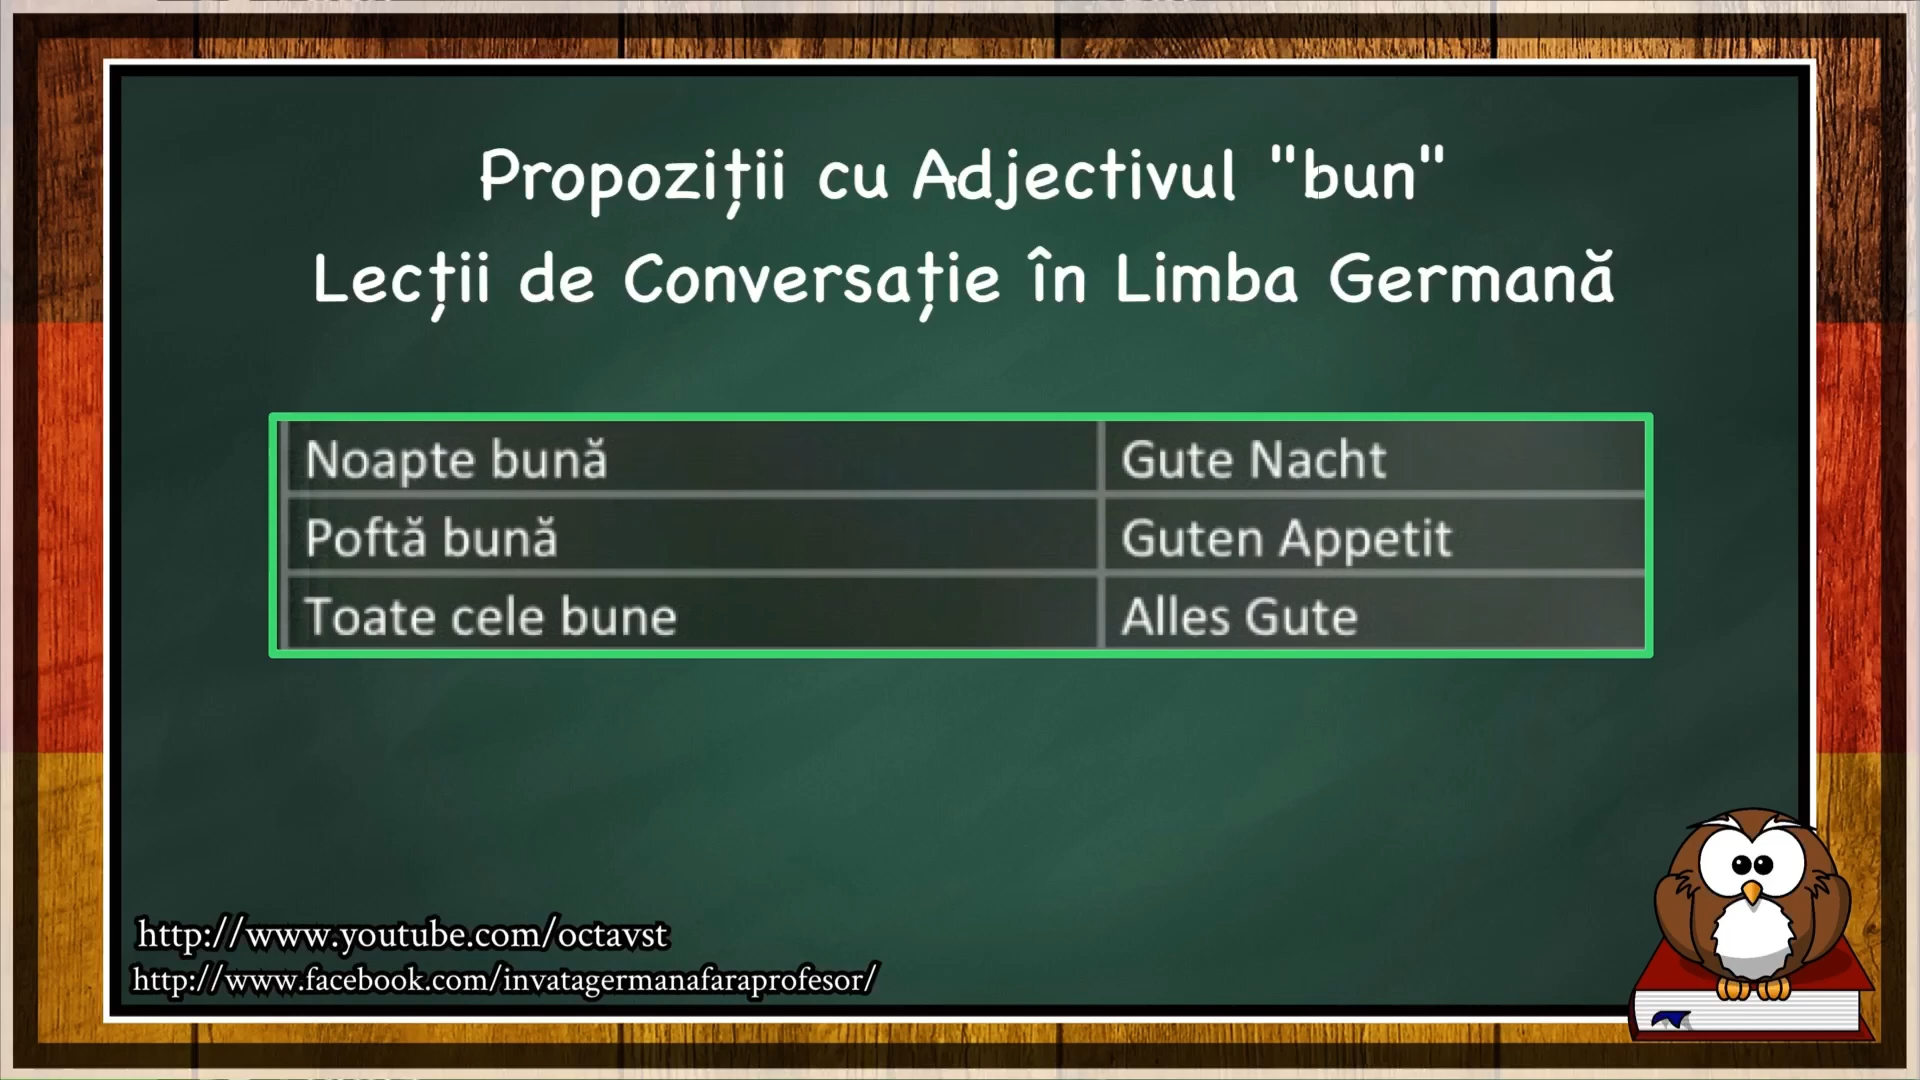 Propoziții cu Adjectivul "bun"
Lecții de Conversație în Limba Germană
Noapte bună Gute Nacht
Poftă bună Guten Appetit
Toate cele bune Alles Gute
http://www.youtube.com/octavst
http://www.facebook.com/invatagermanafaraprofesor/